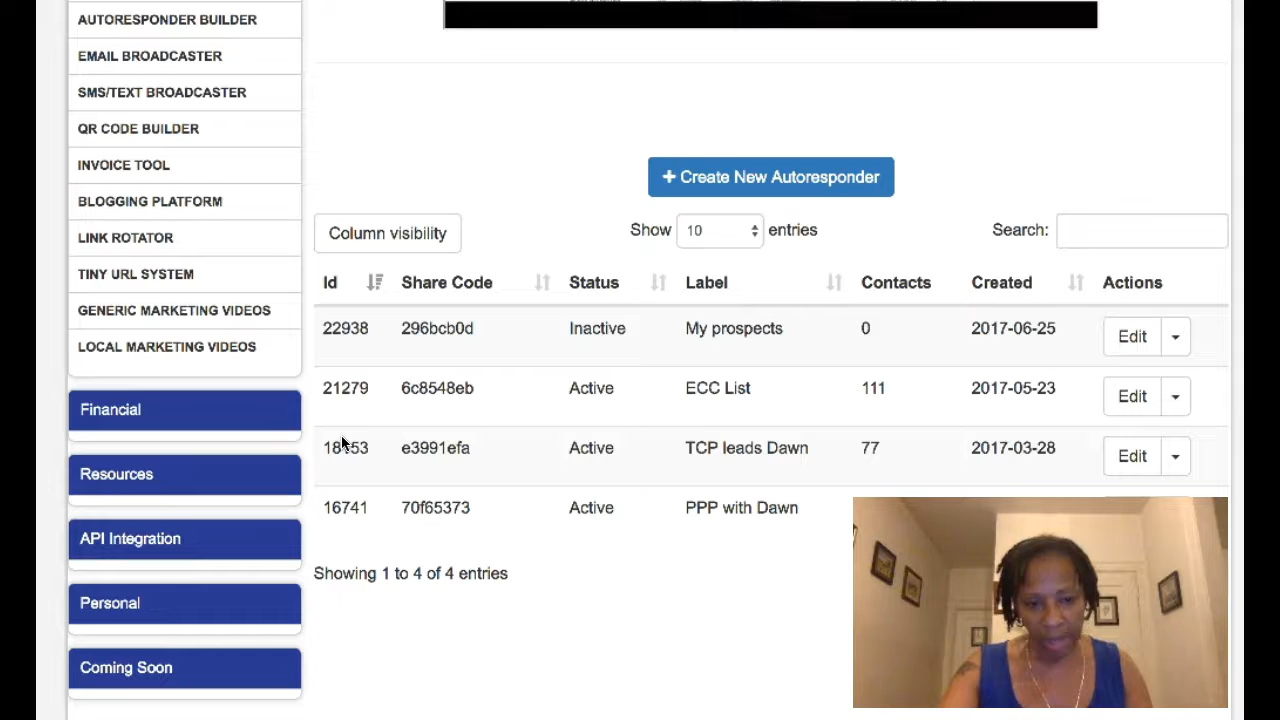 AUTORESPONDER BUILDER
EMAIL BROADCASTER
SMS/TEXT BROADCASTER
QR CODE BUILDER
INVOICE TOOL
BLOGGING PLATFORM
LINK ROTATOR
TINY URL SYSTEM
GENERIC MARKETING VIDEOS
LOCAL MARKETING VIDEOS
Financial
Resources
API Integration
Personal
Coming Soon
+ Create New Autoresponder
Column visibility Show 10 entries Search:
Id Share Code Status Label Contacts Created Actions
22938 296bcb0d Inactive My prospects 0 2017-06-25 Edit
21279 6c8548eb Active ECC List 111 2017-05-23 Edit
e3991efa Active TCP leads Dawn 77 2017-03-28 Edit
16741 70f65373 Active PPP with Dawn
Showing 1 to 4 of 4 entries